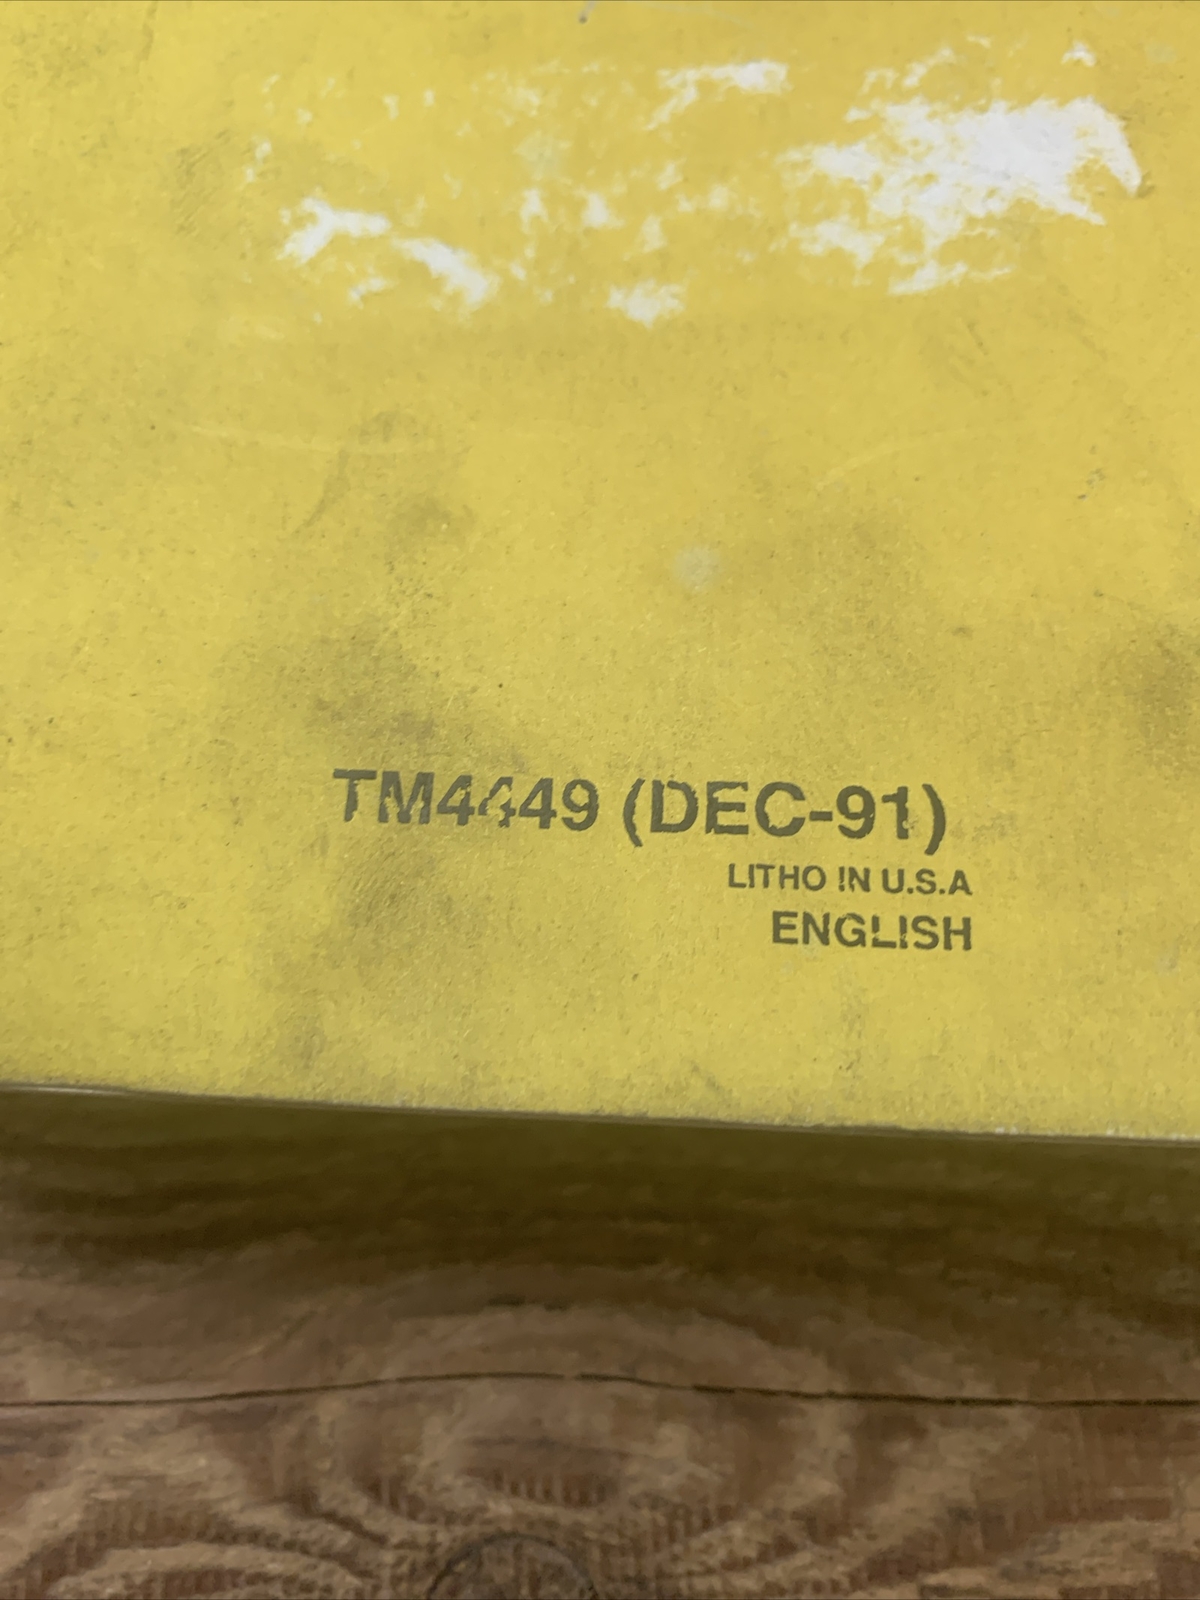 TM4449 (DEC-91)
LITHO IN U.S.A
ENGLISH